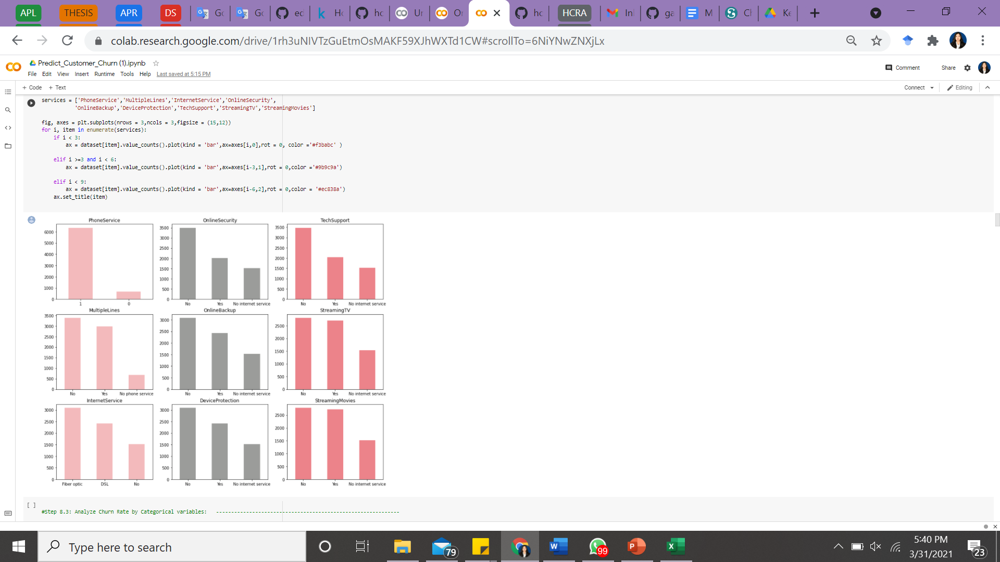 APL THESIS APR DS HCRA
colab.research.google.com/drive/1rh3uNIVTzGuEtmOsMAKF59XJhWXTd1CW#scrollTo=6NiYNwZNXjLx
Predict_Customer_Churn (1).ipynb
Comment Share
File Edit View Insert Runtime Tools Help Last saved at 5:15 PM
+ Code + Text Connect Editing
services = ['PhoneService','MultipleLines','InternetService','OnlineSecurity',
'OnlineBackup','DeviceProtection','TechSupport','StreamingTV','StreamingMovies']
fig, axes = plt.subplots(nrows = 3,ncols = 3,figsize = (15,12))
for i, item in enumerate(services):
if i < 3:
ax = dataset[item].value_counts().plot(kind = 'bar',ax=axes[i,0],rot = 0, color ='#f3babc' )
elif i >=3 and i < 6:
ax = dataset[item].value_counts().plot(kind = 'bar',ax=axes[i-3,1],rot = 0,color ='#9b9c9a')
elif i < 9:
ax = dataset[item].value_counts().plot(kind = 'bar',ax=axes[i-6,2],rot = 0,color = '#ec838a')
ax.set_title(item)
PhoneService
6000
5000
4000
3000
2000
1000
0
1 0
OnlineSecurity
3500
3000
2500
2000
1500
1000
500
0
No Yes No internet service
TechSupport
3500
3000
2500
2000
1500
1000
500
0
No Yes No internet service
MultipleLines
3500
3000
2500
2000
1500
1000
500
0
No Yes No phone service
OnlineBackup
3000
2500
2000
1500
1000
500
0
No Yes No internet service
StreamingTV
2500
2000
1500
1000
500
0
No Yes No internet service
InternetService
3000
2500
2000
1500
1000
500
0
Fiber optic DSL No
DeviceProtection
3000
2500
2000
1500
1000
500
0
No Yes No internet service
StreamingMovies
2500
2000
1500
1000
500
0
No Yes No internet service
[ ]
#Step 8.3: Analyze Churn Rate by Categorical variables: -------------------------------------------------------------
Type here to search
79
99
5:40 PM
3/31/2021
23